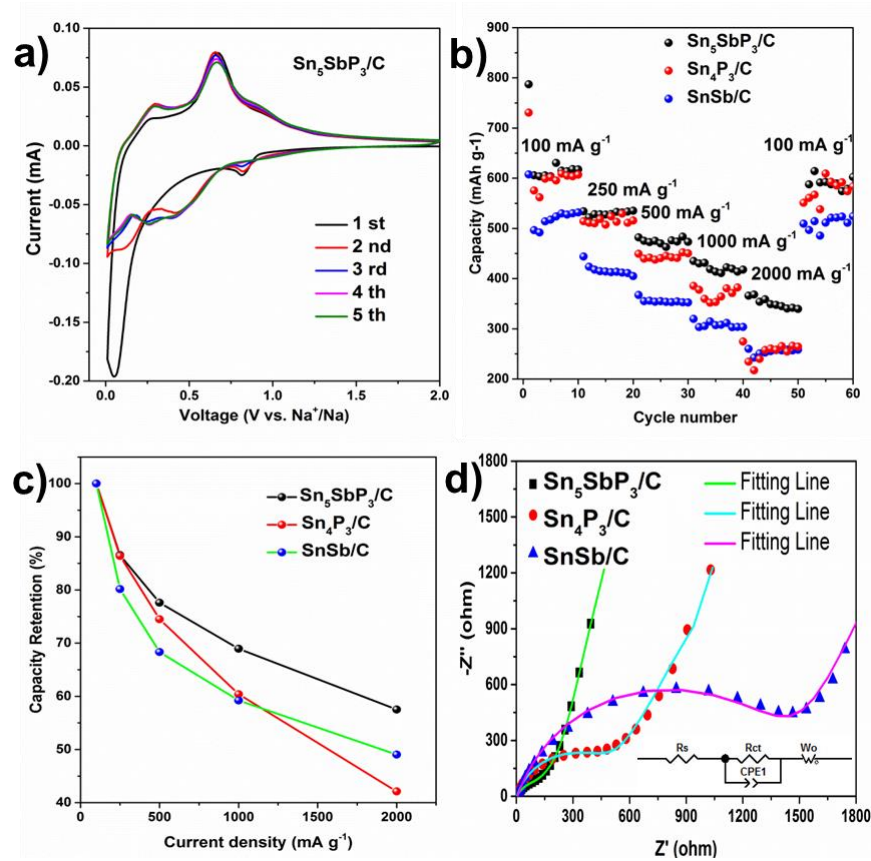 a)
Sn₅SbP₃/C
0.10
0.05
0.00
-0.05
-0.10
-0.15
-0.20
Current (mA)
1 st
2 nd
3 rd
4 th
5 th
0.0
0.5
1.0
1.5
2.0
Voltage (V vs. Na⁺/Na)
b)
Sn₅SbP₃/C
Sn₄P₃/C
SnSb/C
900
800
700
600
500
400
300
200
Capacity (mAh g-1)
100 mA g⁻¹
250 mA g⁻¹
500 mA g⁻¹
1000 mA g⁻¹
2000 mA g⁻¹
100 mA g⁻¹
0
10
20
30
40
50
60
Cycle number
c)
Sn₅SbP₃/C
Sn₄P₃/C
SnSb/C
100
90
80
70
60
50
40
Capacity Retention (%)
0
500
1000
1500
2000
Current density (mA g⁻¹)
d)
Sn₅SbP₃/C
Sn₄P₃/C
SnSb/C
Fitting Line
Fitting Line
Fitting Line
1800
1500
1200
900
600
300
0
-Z'' (ohm)
Rs
Rct
Wo
CPE1
0
300
600
900
1200
1500
1800
Z' (ohm)